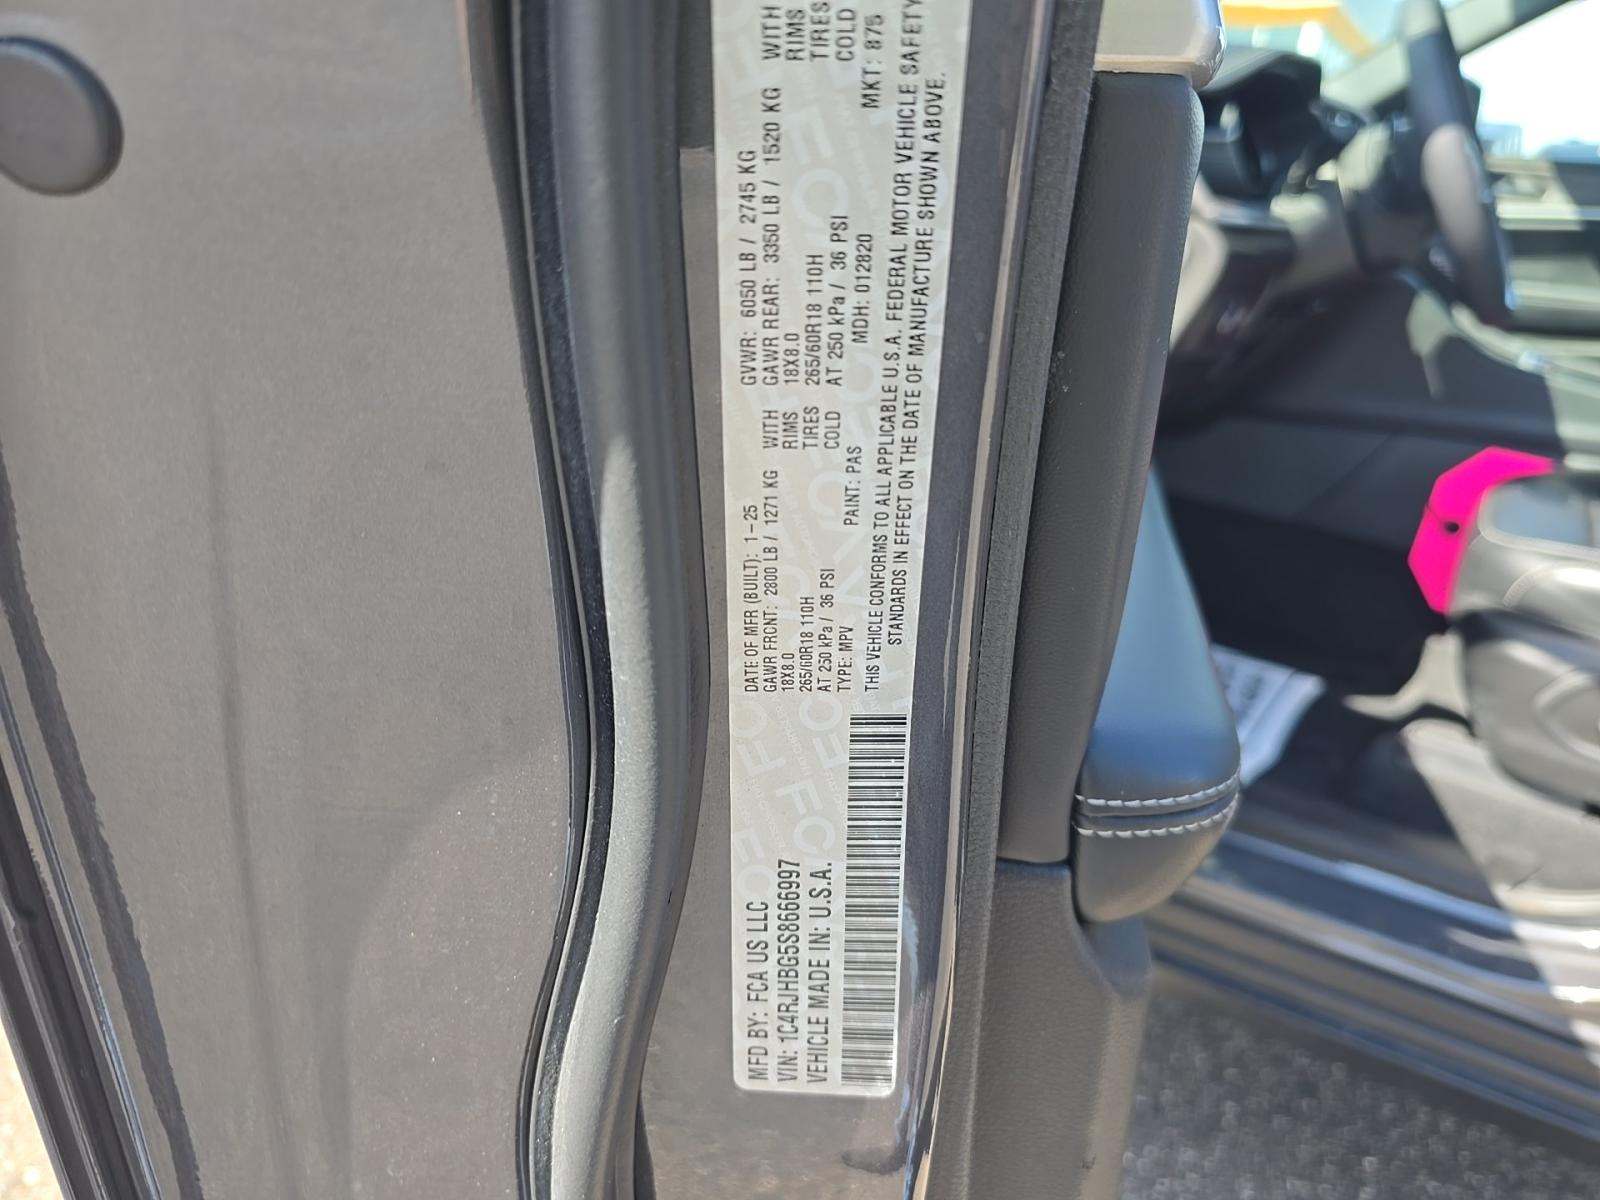 MFD BY: FCA US LLC
VIN: 1C4RJHBG5S8666997
VEHICLE MADE IN: U.S.A.
DATE OF MFR (BUILT): 1-25 GVWR: 6050 LB / 2745 KG
GAWR FRONT: 2800 LB / 1271 KG WITH GAWR REAR: 3350 LB / 1520 KG WITH
18X8.0 RIMS 18X8.0 RIMS
265/60R18 110H TIRES 265/60R18 110H TIRES
AT 250 kPa / 36 PSI COLD AT 250 kPa / 36 PSI COLD
TYPE: MPV PAINT: PAS MDH: 012820 MKT: 875
THIS VEHICLE CONFORMS TO ALL APPLICABLE U.S.A. FEDERAL MOTOR VEHICLE SAFETY
STANDARDS IN EFFECT ON THE DATE OF MANUFACTURE SHOWN ABOVE.